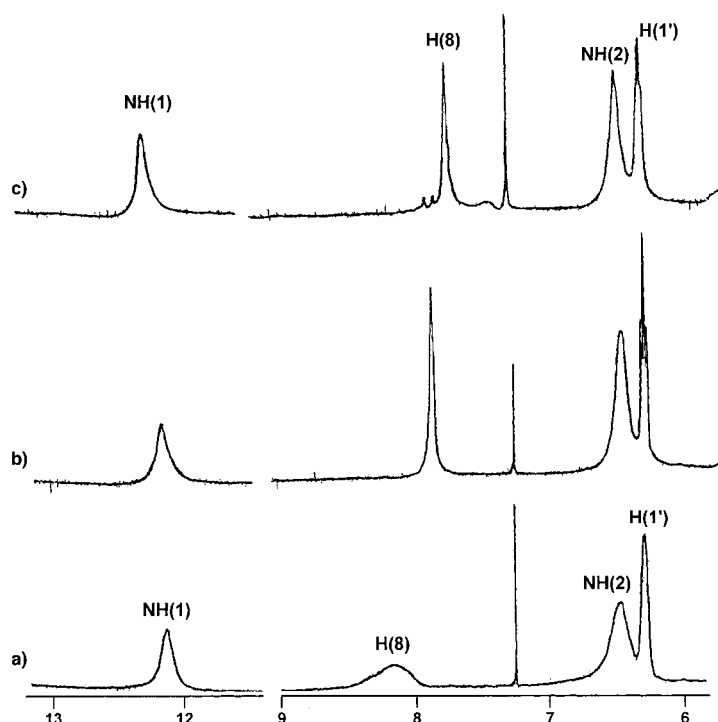 H(1')
H(8)
NH(2)
NH(1)
c)
b)
H(1')
NH(2)
NH(1)
H(8)
a)
13 12 9 8 7 6